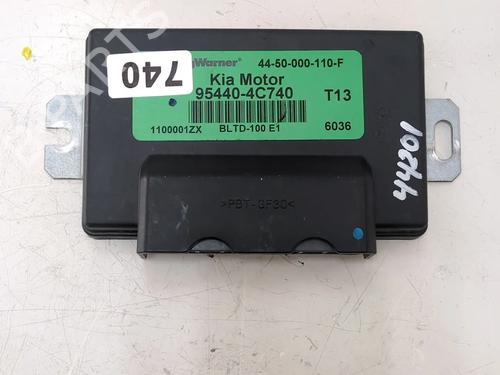 740
Warner 44-50-000-110-F
Kia Motor
95440-4C740 T13
1100001ZX BLTD-100 E1 6036
>PBT-GF30<
44201